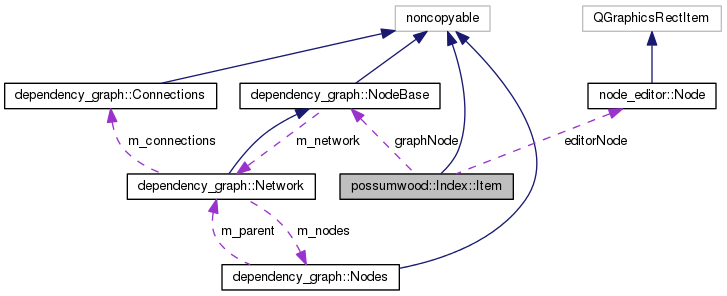 noncopyable
QGraphicsRectItem
dependency_graph::Connections
dependency_graph::NodeBase
node_editor::Node
m_connections
m_network
graphNode
editorNode
dependency_graph::Network
possumwood::Index::Item
m_parent
m_nodes
dependency_graph::Nodes